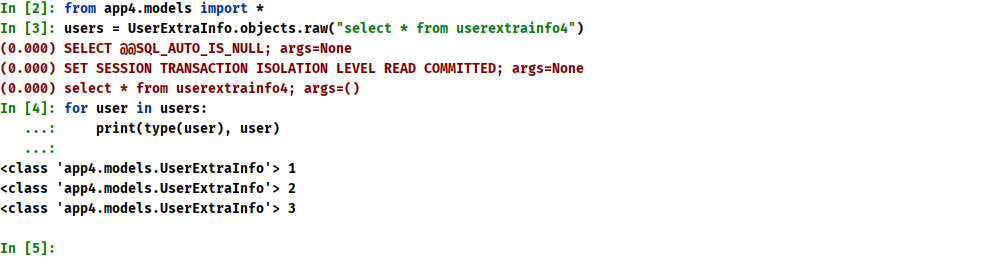 In [2]: from app4.models import *
In [3]: users = UserExtraInfo.objects.raw("select * from userextrainfo4")
(0.000) SELECT @@SQL_AUTO_IS_NULL; args=None
(0.000) SET SESSION TRANSACTION ISOLATION LEVEL READ COMMITTED; args=None
(0.000) select * from userextrainfo4; args=()
In [4]: for user in users:
   ...:     print(type(user), user)
   ...:
<class 'app4.models.UserExtraInfo'> 1
<class 'app4.models.UserExtraInfo'> 2
<class 'app4.models.UserExtraInfo'> 3
In [5]: